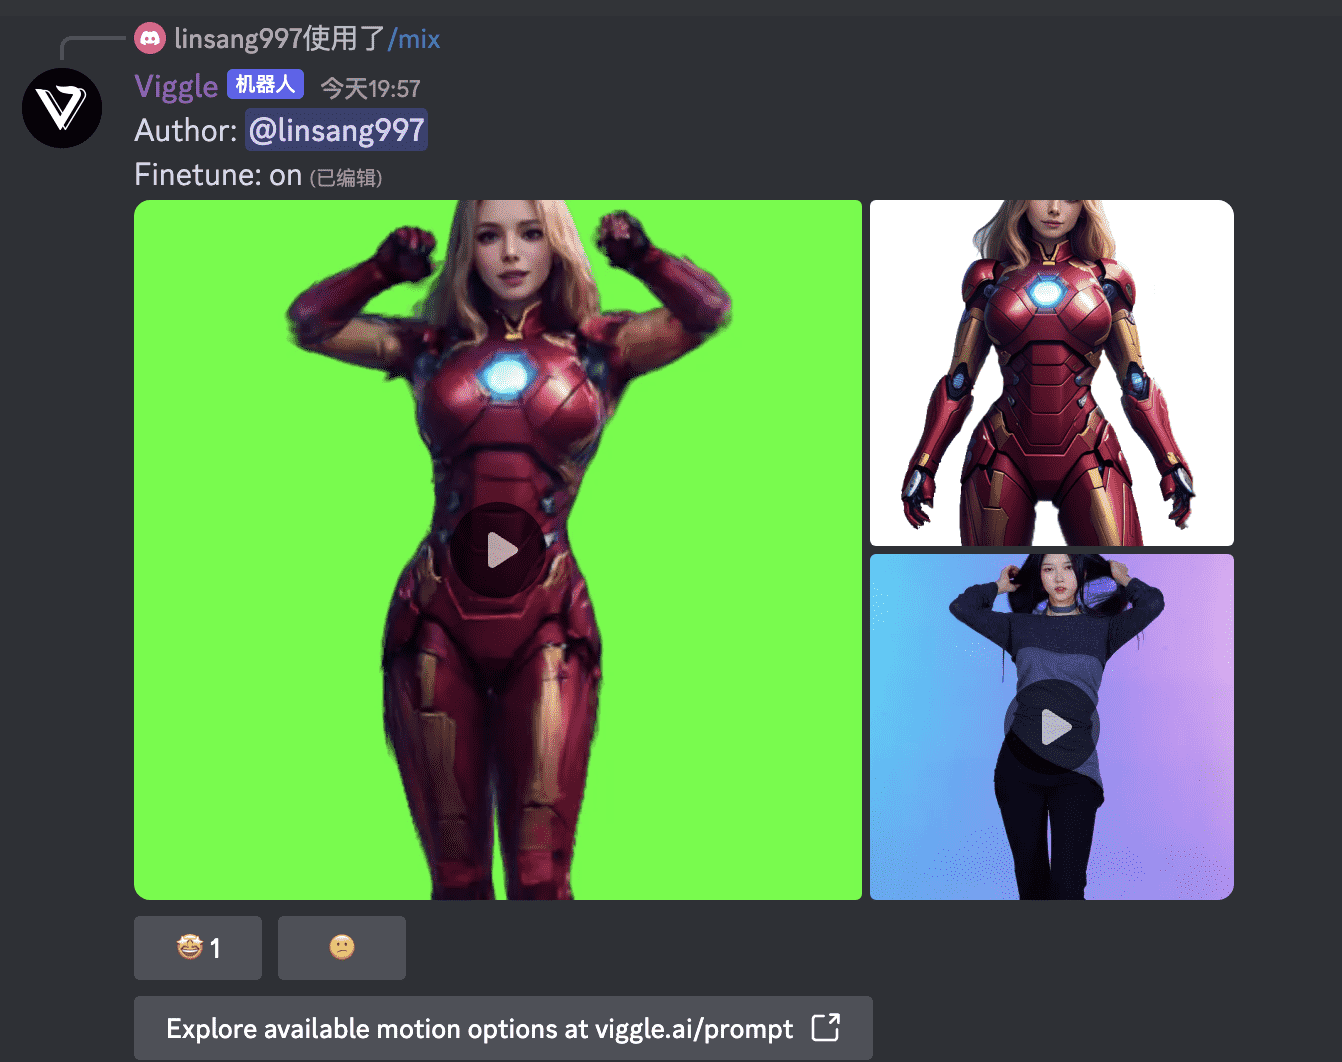 linsang997使用了/mix
Viggle 机器人 今天19:57
Author: @linsang997
Finetune: on (已编辑)
1
Explore available motion options at viggle.ai/prompt